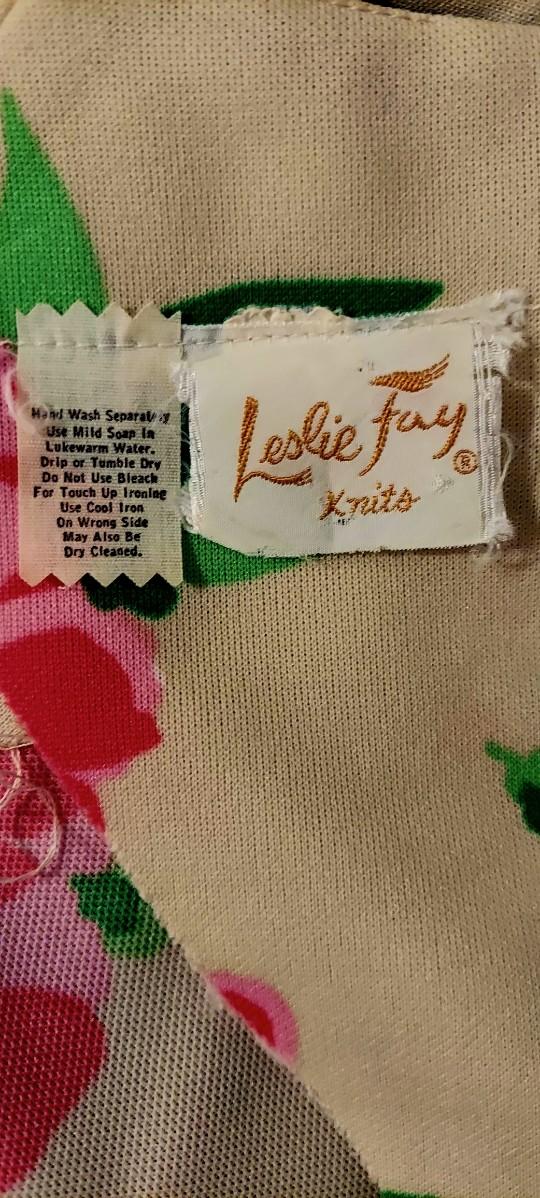 Hand Wash Separately
Use Mild Soap In
Lukewarm Water.
Drip or Tumble Dry
Do Not Use Bleach
For Touch Up Ironing
Use Cool Iron
On Wrong Side
May Also Be
Dry Cleaned.
Leslie Fay ®
Knits